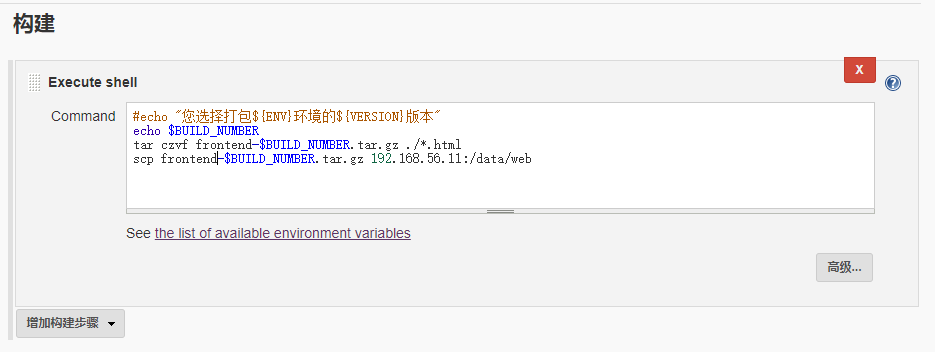 构建
Execute shell
X
Command
#echo "您选择打包${ENV}环境的${VERSION}版本"
echo $BUILD_NUMBER
tar czvf frontend-$BUILD_NUMBER.tar.gz ./*.html
scp frontend-$BUILD_NUMBER.tar.gz 192.168.56.11:/data/web
See the list of available environment variables
高级...
增加构建步骤